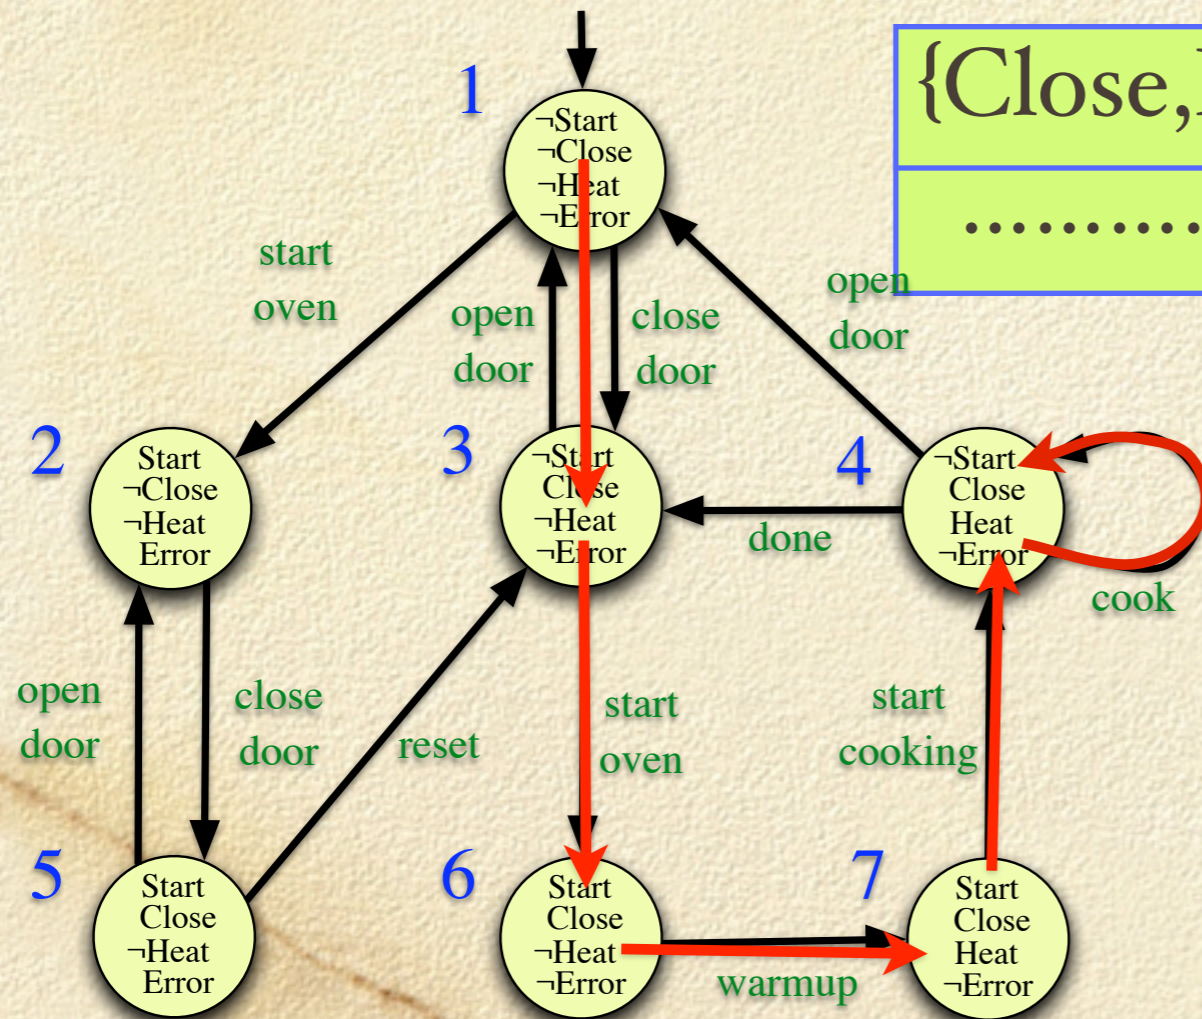 1
¬Start
¬Close
¬Heat
¬Error
{Close,
............
start
oven
open
door
close
door
open
door
2
Start
¬Close
¬Heat
Error
3
¬Start
Close
¬Heat
¬Error
4
¬Start
Close
Heat
¬Error
done
cook
open
door
close
door
reset
start
oven
start
cooking
5
Start
Close
¬Heat
Error
6
Start
Close
¬Heat
¬Error
warmup
7
Start
Close
Heat
¬Error